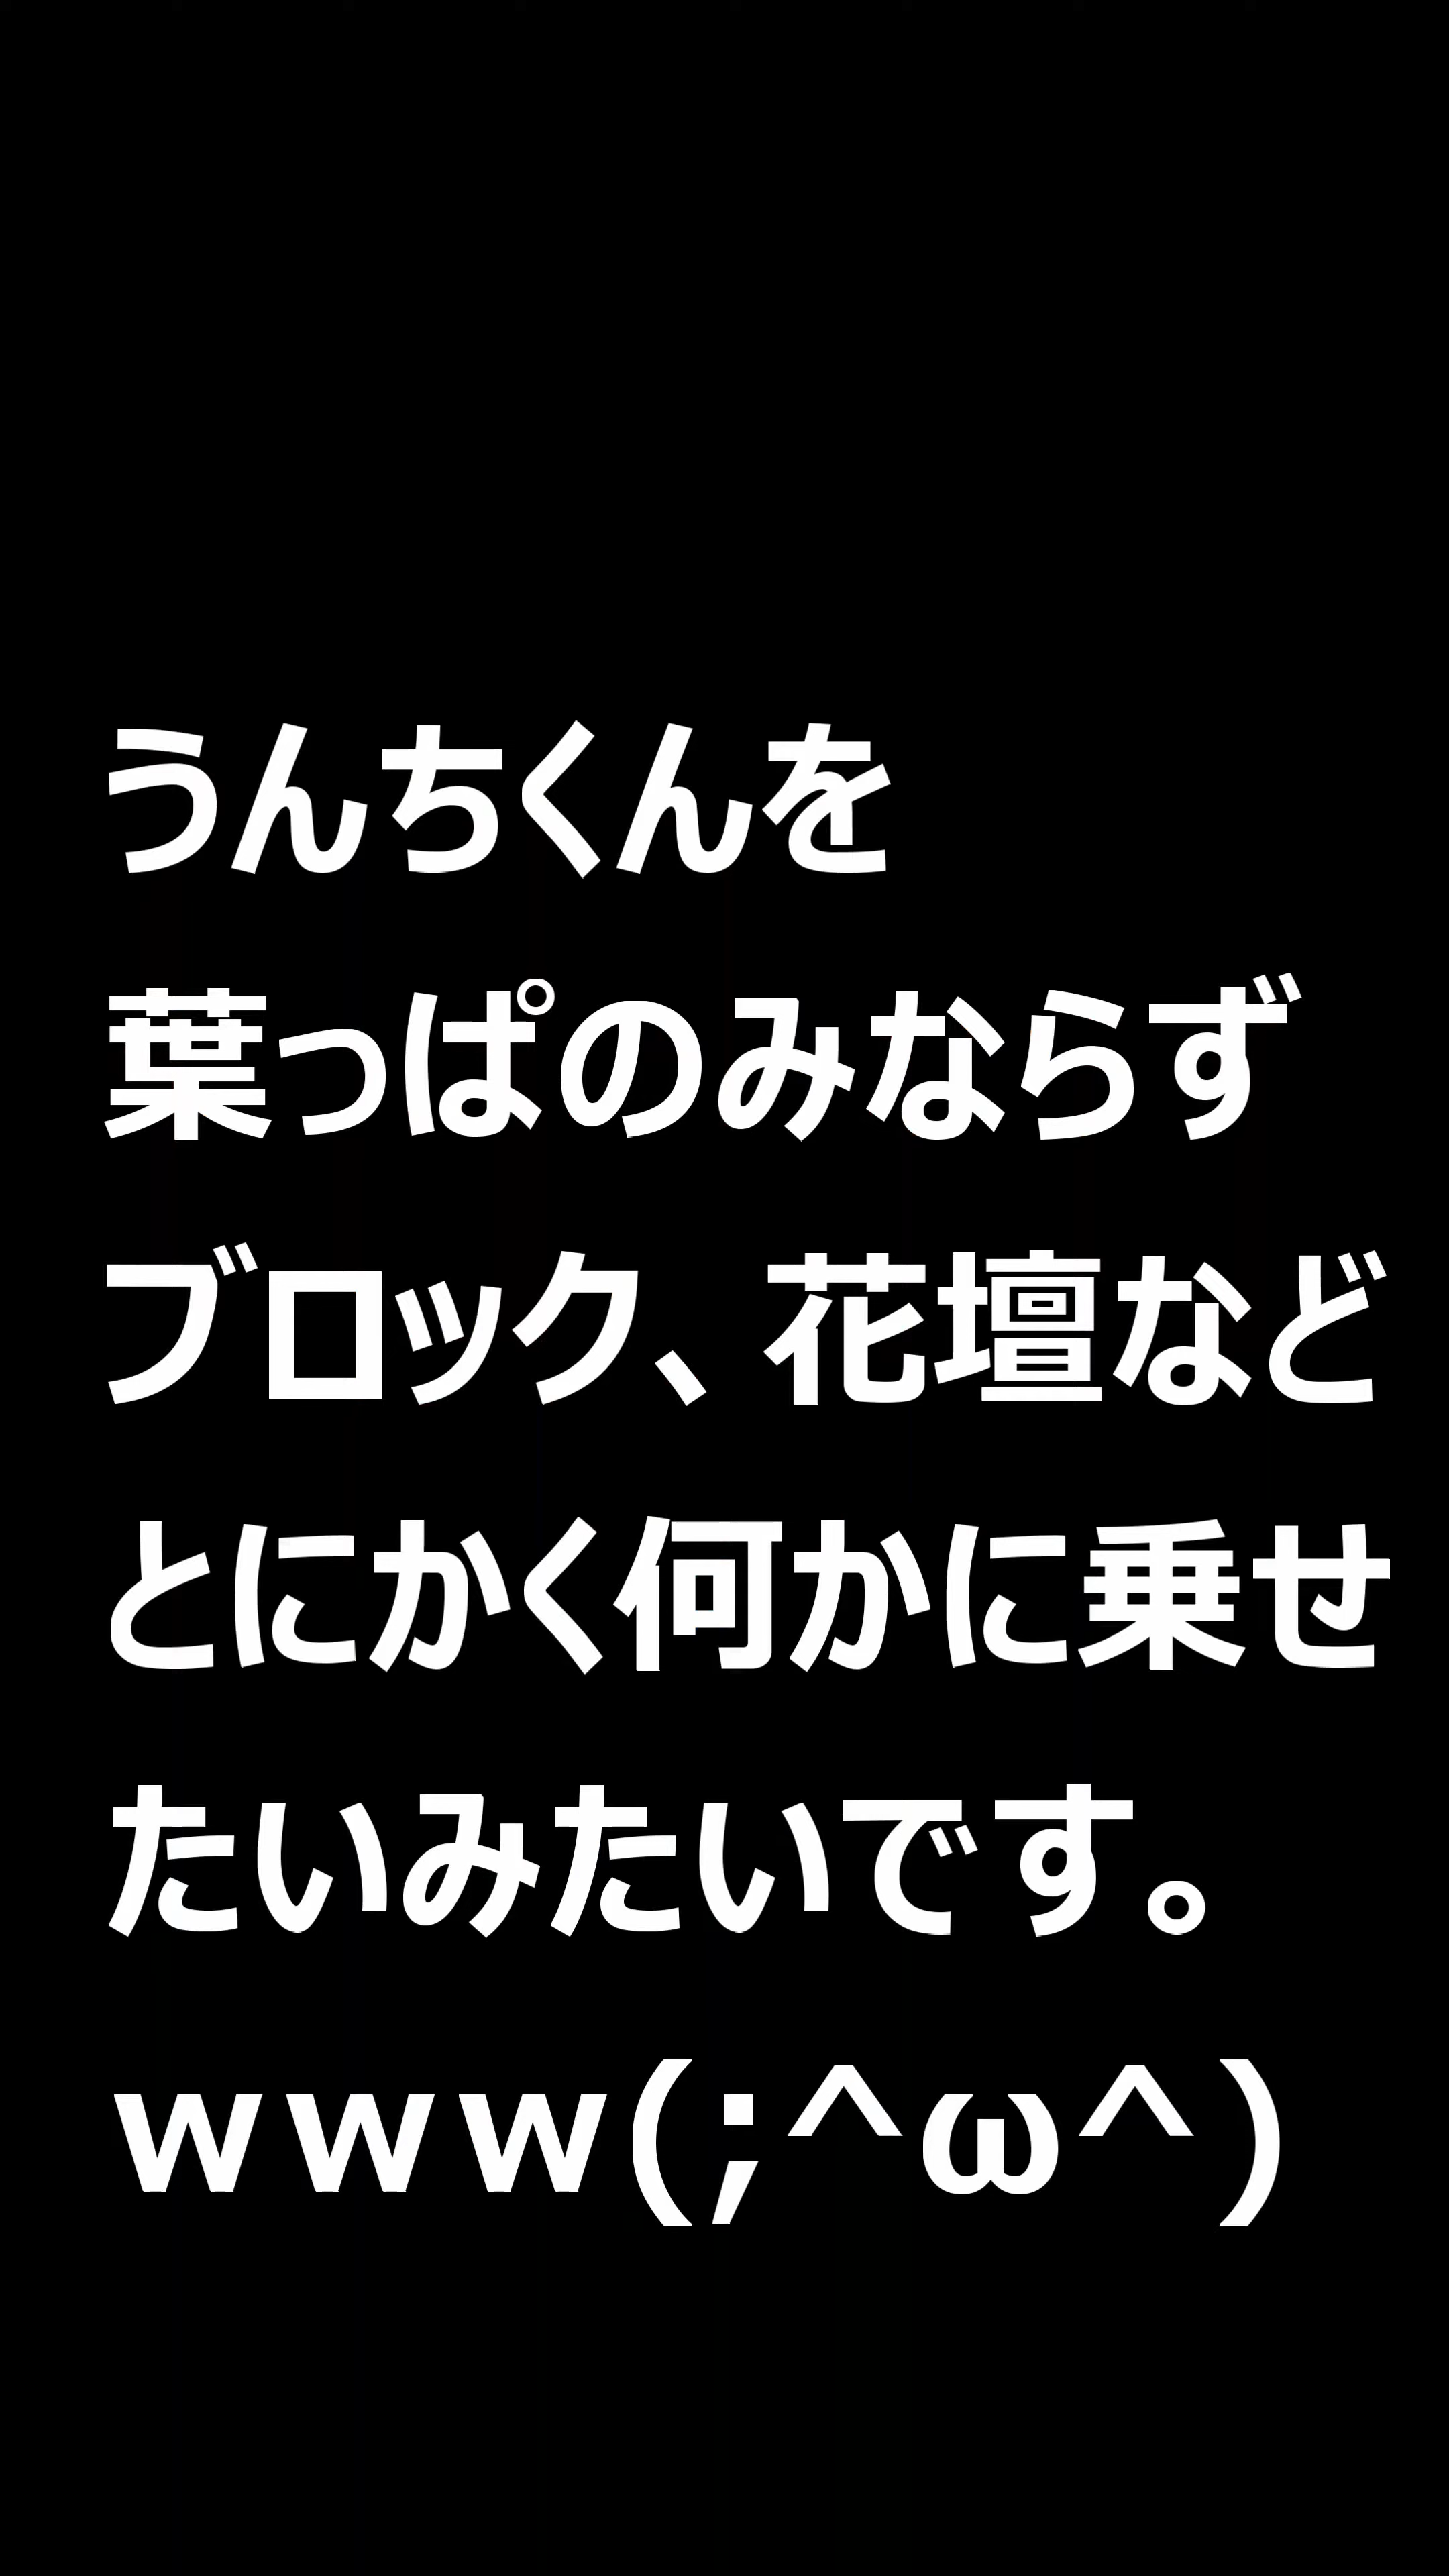 うんちくんを
葉っぱのみならず
ブロック、花壇など
とにかく何かに乗せ
たいみたいです。
ｗｗｗ(;^ω^)